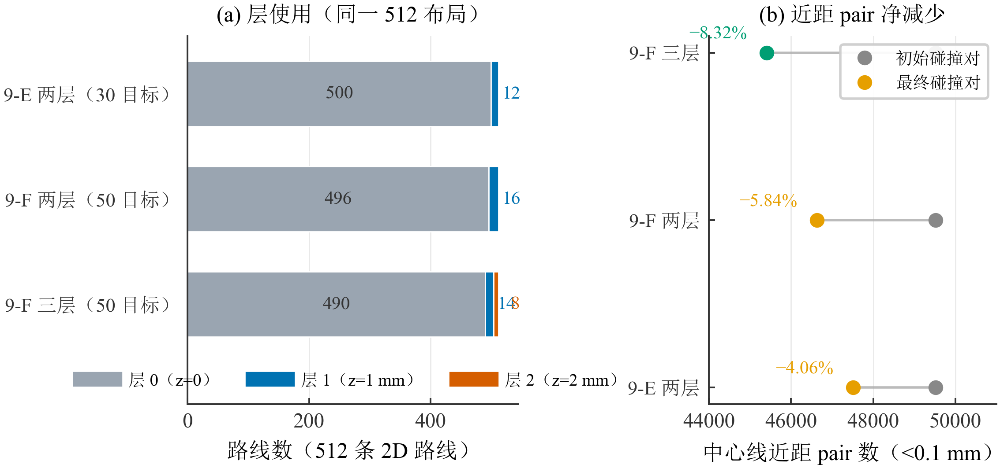 (a) 层使用（同一 512 布局）
9-E 两层（30 目标）
500
12
9-F 两层（50 目标）
496
16
9-F 三层（50 目标）
490
14
8
层 0（z=0）
层 1（z=1 mm）
层 2（z=2 mm）
0
200
400
路线数（512 条 2D 路线）
(b) 近距 pair 净减少
−8.32%
9-F 三层
初始碰撞对
最终碰撞对
−5.84%
9-F 两层
−4.06%
9-E 两层
44000
46000
48000
50000
中心线近距 pair 数（<0.1 mm）